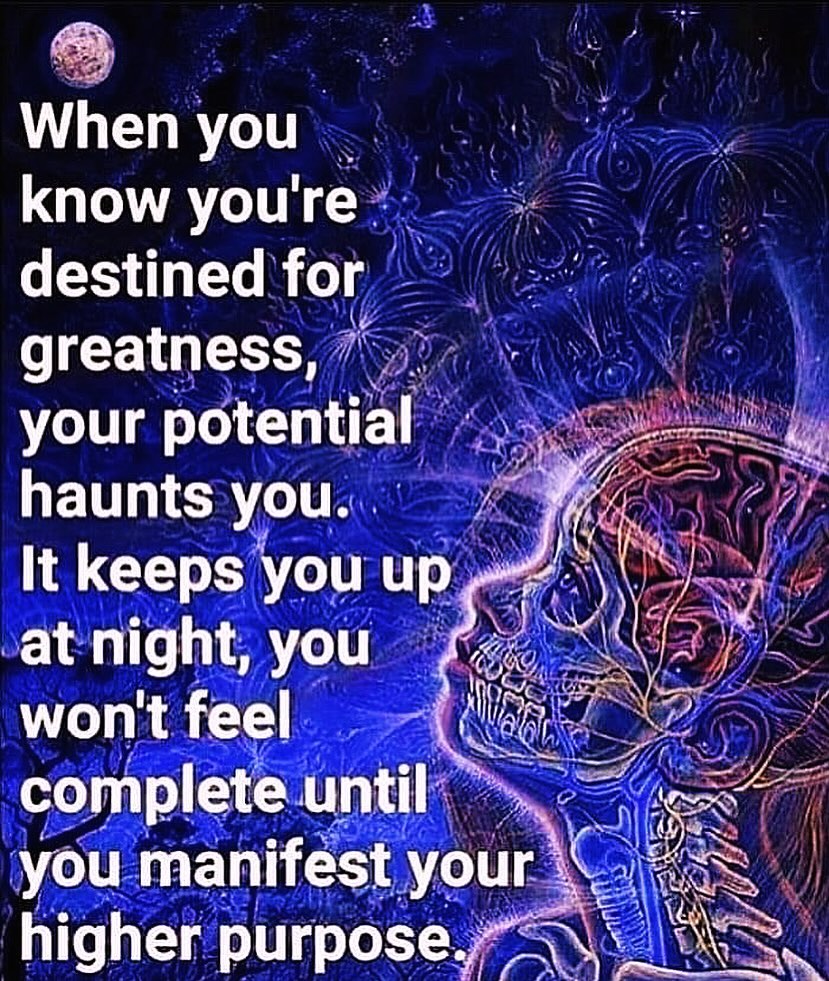 When you
know you're
destined for
greatness,
your potential
haunts you.
It keeps you up
at night, you
won't feel
complete until
you manifest your
higher purpose.